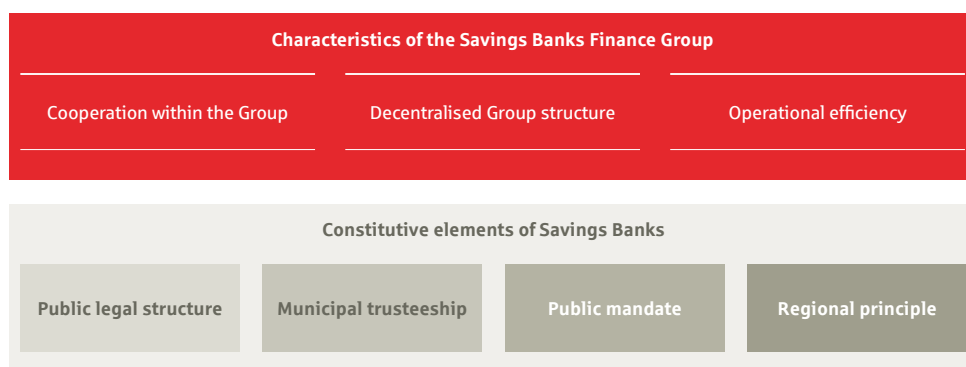 Characteristics of the Savings Banks Finance Group
Cooperation within the Group
Decentralised Group structure
Operational efficiency
Constitutive elements of Savings Banks
Public legal structure
Municipal trusteeship
Public mandate
Regional principle